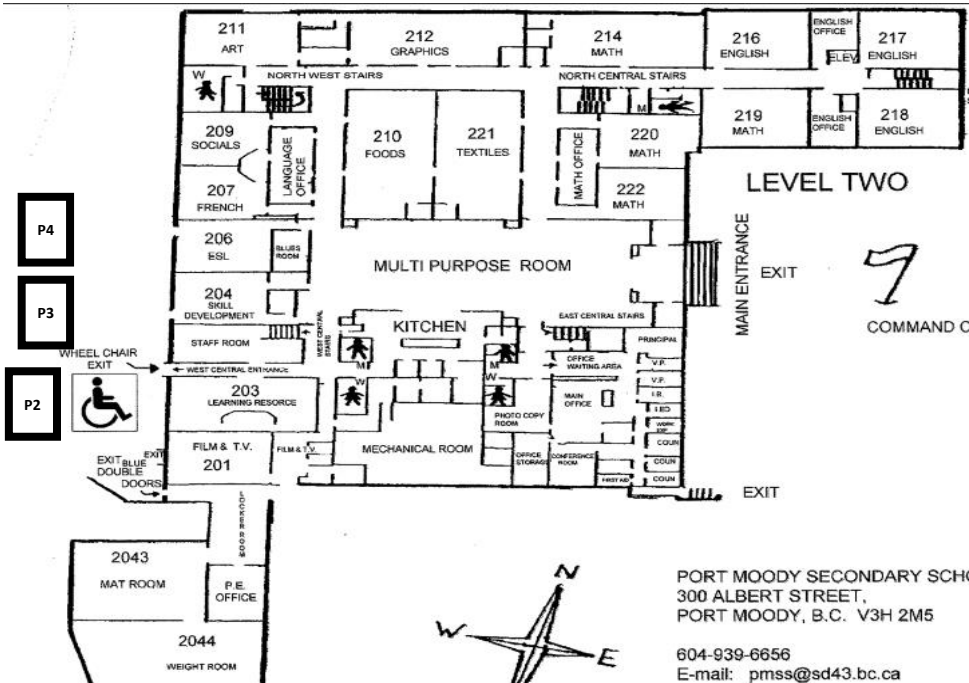 211
ART
212
GRAPHICS
214
MATH
216
ENGLISH
ENGLISH
OFFICE
217
ENGLISH
ELEV
W
NORTH WEST STAIRS
NORTH CENTRAL STAIRS
M
209
SOCIALS
LANGUAGE
OFFICE
210
FOODS
221
TEXTILES
MATH OFFICE
220
MATH
219
MATH
ENGLISH
OFFICE
218
ENGLISH
207
FRENCH
222
MATH
LEVEL TWO
P4
206
ESL
BLUES
ROOM
MULTI PURPOSE ROOM
MAIN ENTRANCE
EXIT
P3
204
SKILL
DEVELOPMENT
WEST CENTRAL
STAIRS
KITCHEN
EAST CENTRAL STAIRS
COMMAND C
STAFF ROOM
PRINCIPAL
WHEEL CHAIR
EXIT
WEST CENTRAL ENTRANCE
M
M
OFFICE
WAITING AREA
V.P.
V.P.
P2
203
LEARNING RESORCE
W
W
MAIN
OFFICE
PHOTO COPY
ROOM
COUN
COUN
COUN
FILM & T.V.
201
FILM & T.V.
MECHANICAL ROOM
OFFICE
STORAGE
CONFERENCE
ROOM
FIRST AID
EXIT
EXIT
BLUE
DOUBLE
DOORS
EXIT
LOCKER ROOM
2043
MAT ROOM
P.E.
OFFICE
2044
WEIGHT ROOM
N
W
E
PORT MOODY SECONDARY SCHO
300 ALBERT STREET,
PORT MOODY, B.C. V3H 2M5
604-939-6656
E-mail: pmss@sd43.bc.ca